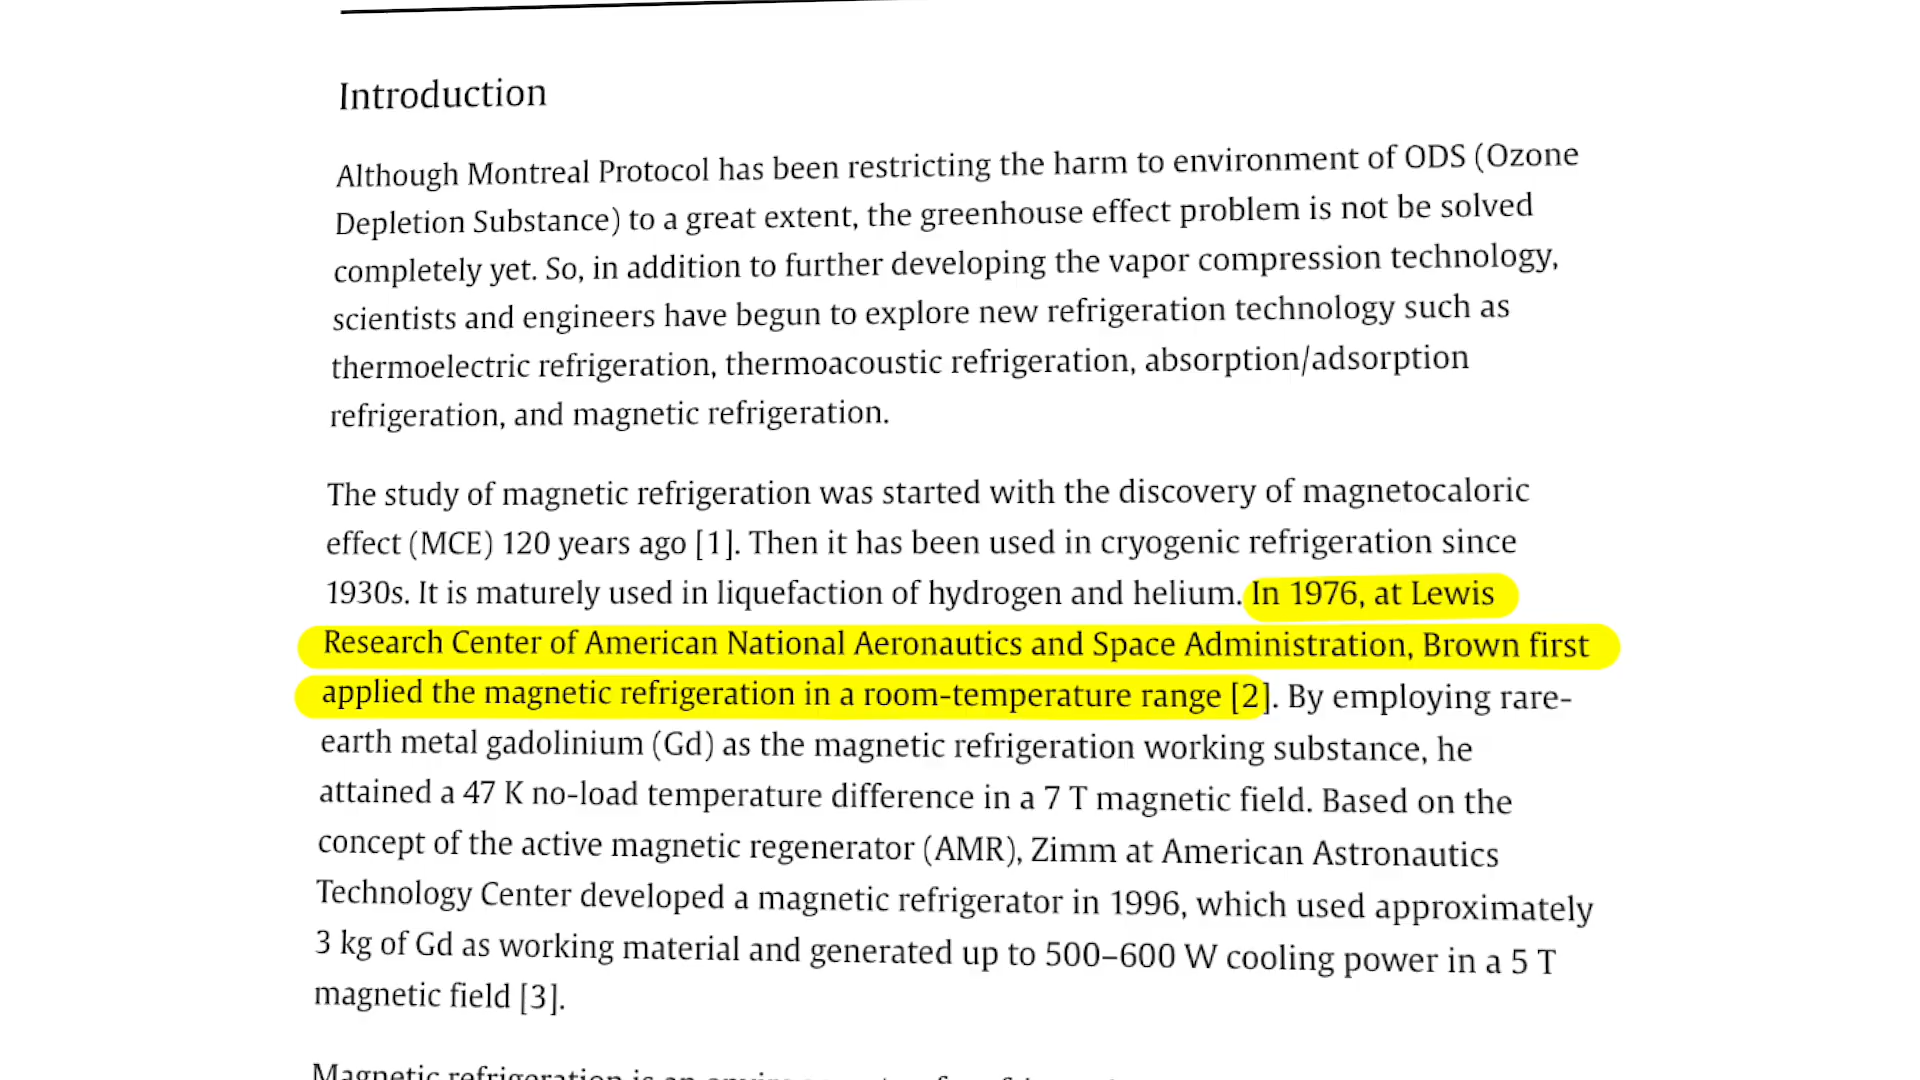 Introduction
Although Montreal Protocol has been restricting the harm to environment of ODS (Ozone
Depletion Substance) to a great extent, the greenhouse effect problem is not be solved
completely yet. So, in addition to further developing the vapor compression technology,
scientists and engineers have begun to explore new refrigeration technology such as
thermoelectric refrigeration, thermoacoustic refrigeration, absorption/adsorption
refrigeration, and magnetic refrigeration.
The study of magnetic refrigeration was started with the discovery of magnetocaloric
effect (MCE) 120 years ago [1]. Then it has been used in cryogenic refrigeration since
1930s. It is maturely used in liquefaction of hydrogen and helium. In 1976, at Lewis
Research Center of American National Aeronautics and Space Administration, Brown first
applied the magnetic refrigeration in a room-temperature range [2]. By employing rare-
earth metal gadolinium (Gd) as the magnetic refrigeration working substance, he
attained a 47 K no-load temperature difference in a 7 T magnetic field. Based on the
concept of the active magnetic regenerator (AMR), Zimm at American Astronautics
Technology Center developed a magnetic refrigerator in 1996, which used approximately
3 kg of Gd as working material and generated up to 500–600 W cooling power in a 5 T
magnetic field [3].
Magnetic refrigeration is an